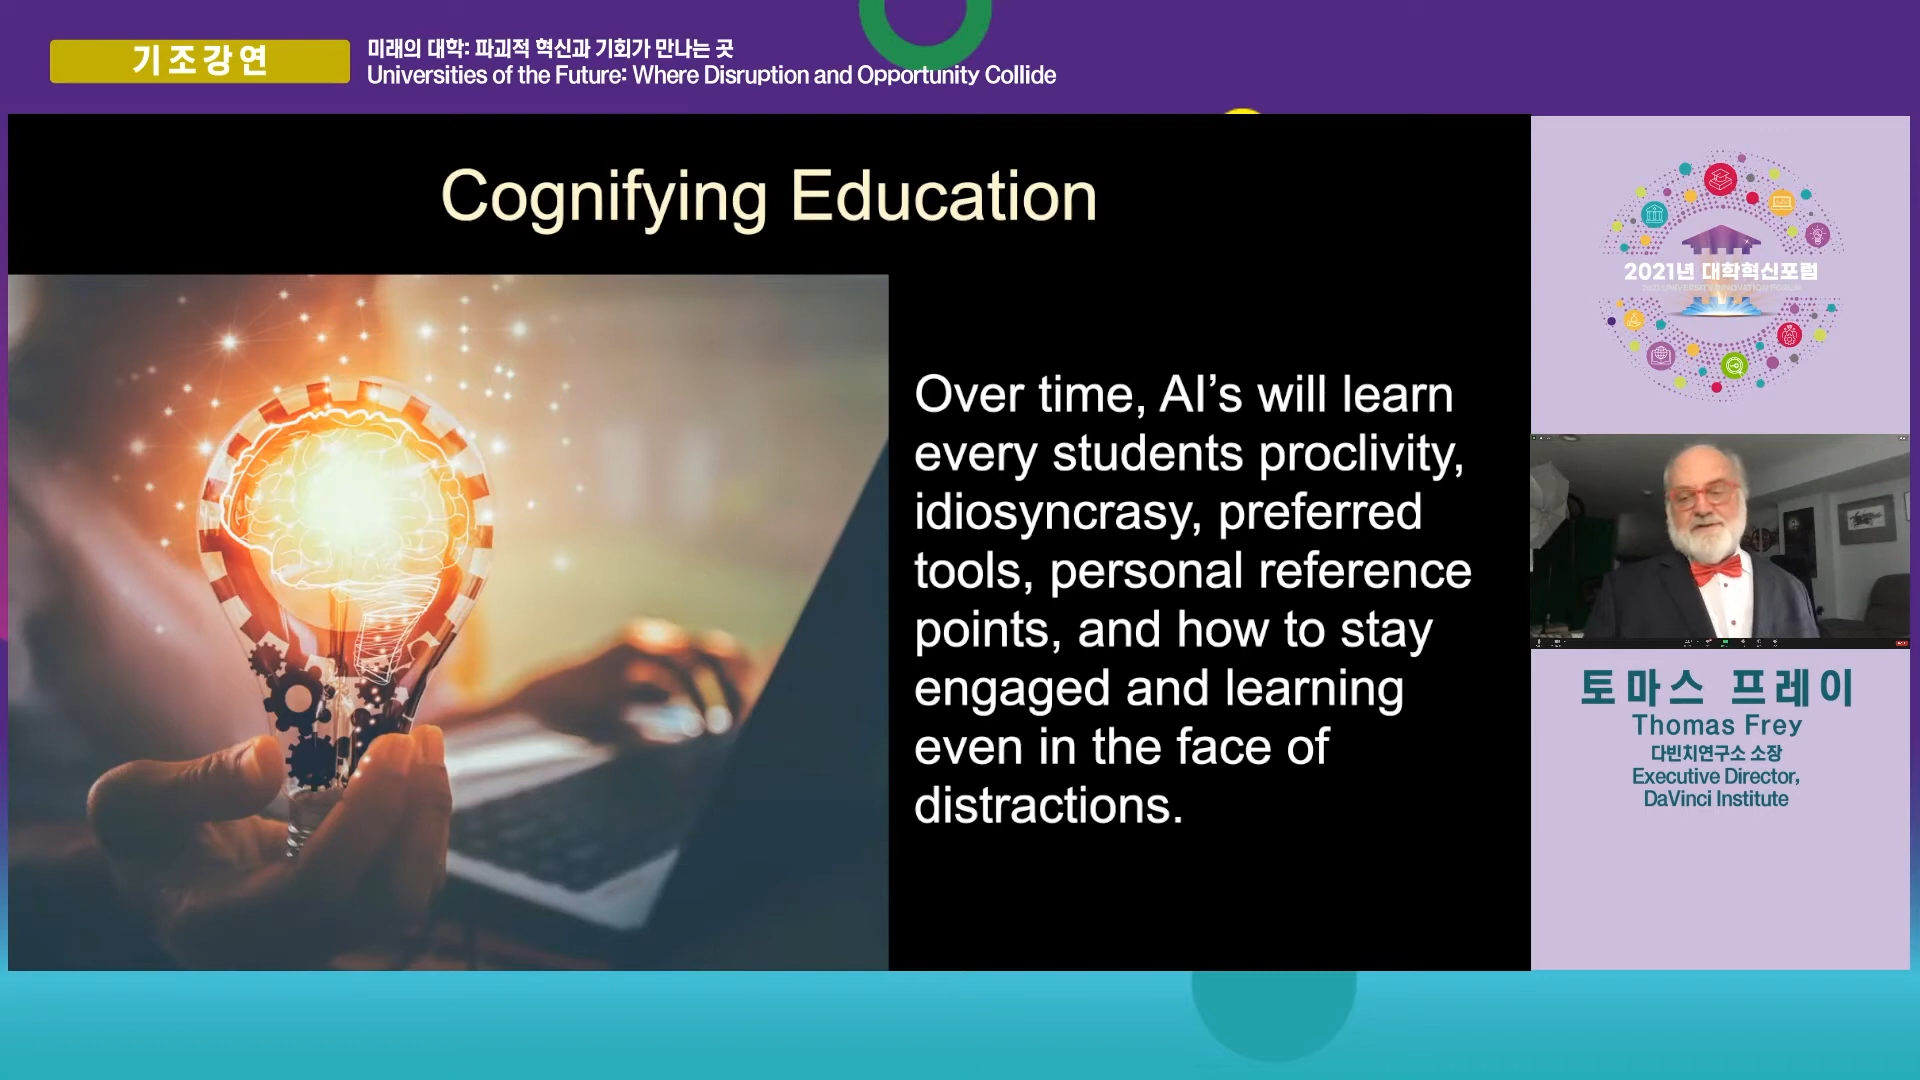 기조강연
미래의 대학: 파괴적 혁신과 기회가 만나는 곳
Universities of the Future: Where Disruption and Opportunity Collide
Cognifying Education
Over time, AI’s will learn
every students proclivity,
idiosyncrasy, preferred
tools, personal reference
points, and how to stay
engaged and learning
even in the face of
distractions.
2021년 대학혁신포럼
2021 UNIVERSITY INNOVATION FORUM
토마스 프레이
Thomas Frey
다빈치연구소 소장
Executive Director,
DaVinci Institute